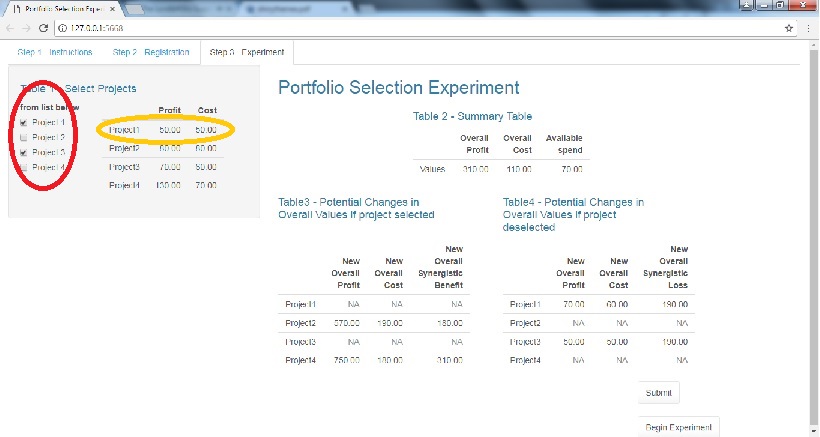 Portfolio Selection Exper
127.0.0.1:5668
Step 1 - Instructions Step 2 - Registration Step 3 - Experiment
Table 1 - Select Projects
from list below
Project 1
Project 2
Project 3
Project 4
Profit Cost
Project1 50.00 50.00
Project2 80.00 80.00
Project3 70.00 60.00
Project4 130.00 70.00
Portfolio Selection Experiment
Table 2 - Summary Table
Overall Profit Overall Cost Available spend
Values 310.00 110.00 70.00
Table3 - Potential Changes in
Overall Values if project selected
New Overall Profit New Overall Cost New Overall Synergistic Benefit
Project1 NA NA NA
Project2 570.00 190.00 180.00
Project3 NA NA NA
Project4 750.00 180.00 310.00
Table4 - Potential Changes in
Overall Values if project
deselected
New Overall Profit New Overall Cost New Overall Synergistic Loss
Project1 70.00 60.00 190.00
Project2 NA NA NA
Project3 50.00 50.00 190.00
Project4 NA NA NA
Submit
Begin Experiment